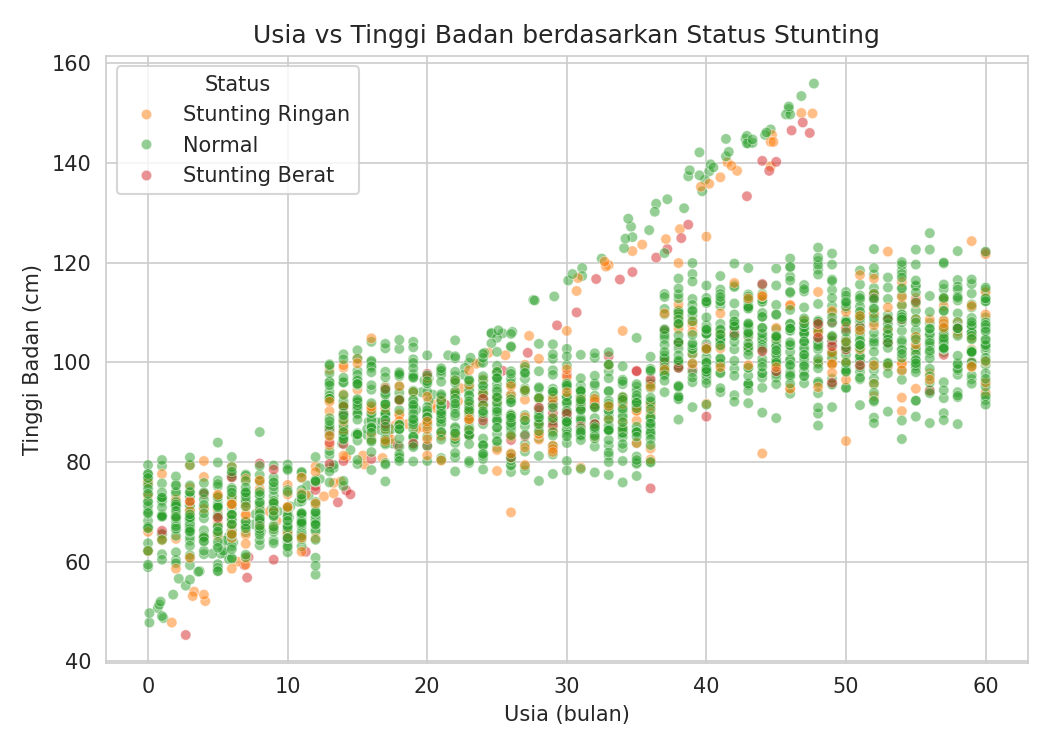 Usia vs Tinggi Badan berdasarkan Status Stunting
Status
Stunting Ringan
Normal
Stunting Berat
Tinggi Badan (cm)
160
140
120
100
80
60
40
0 10 20 30 40 50 60
Usia (bulan)